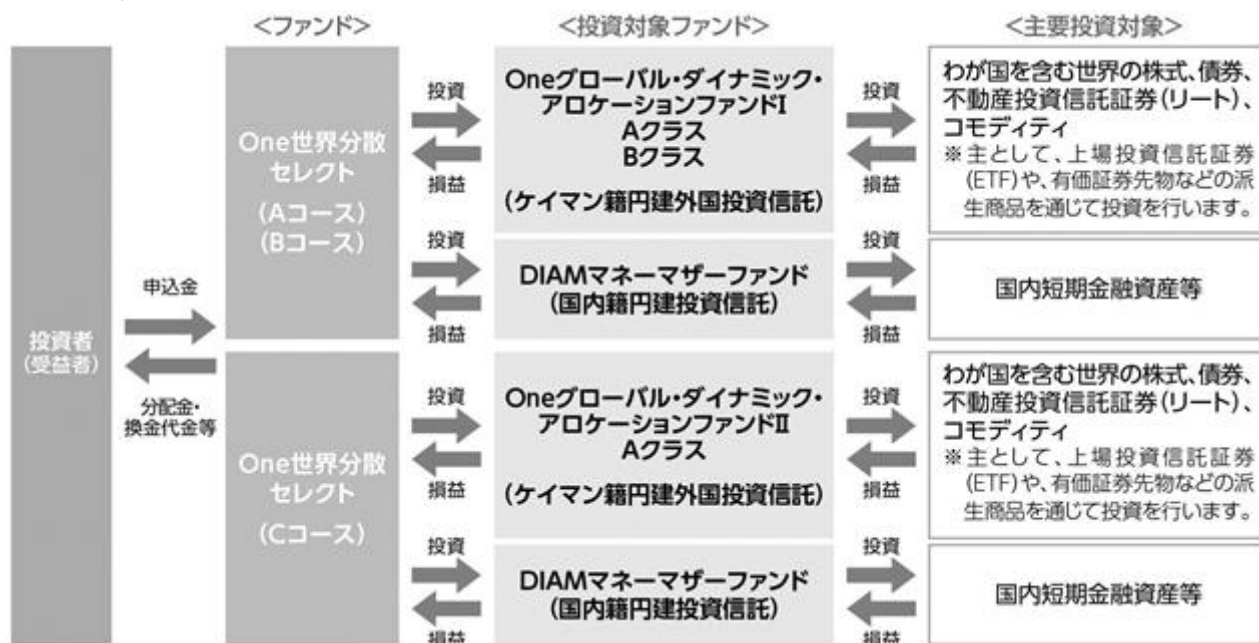 <ファンド>
<投資対象ファンド>
<主要投資対象>
投資者
(受益者)
申込金
分配金・
換金代金等
One世界分散
セレクト
(Aコース)
(Bコース)
投資
損益
Oneグローバル・ダイナミック・
アロケーションファンドI
Aクラス
Bクラス
(ケイマン籍円建外国投資信託)
投資
損益
わが国を含む世界の株式、債券、
不動産投資信託証券(リート)、
コモディティ
※主として、上場投資信託証券
(ETF)や、有価証券先物などの派
生商品を通じて投資を行います。
投資
損益
DIAMマネーマザーファンド
(国内籍円建投資信託)
投資
損益
国内短期金融資産等
One世界分散
セレクト
(Cコース)
投資
損益
Oneグローバル・ダイナミック・
アロケーションファンドII
Aクラス
(ケイマン籍円建外国投資信託)
投資
損益
わが国を含む世界の株式、債券、
不動産投資信託証券(リート)、
コモディティ
※主として、上場投資信託証券
(ETF)や、有価証券先物などの派
生商品を通じて投資を行います。
投資
損益
DIAMマネーマザーファンド
(国内籍円建投資信託)
投資
損益
国内短期金融資産等